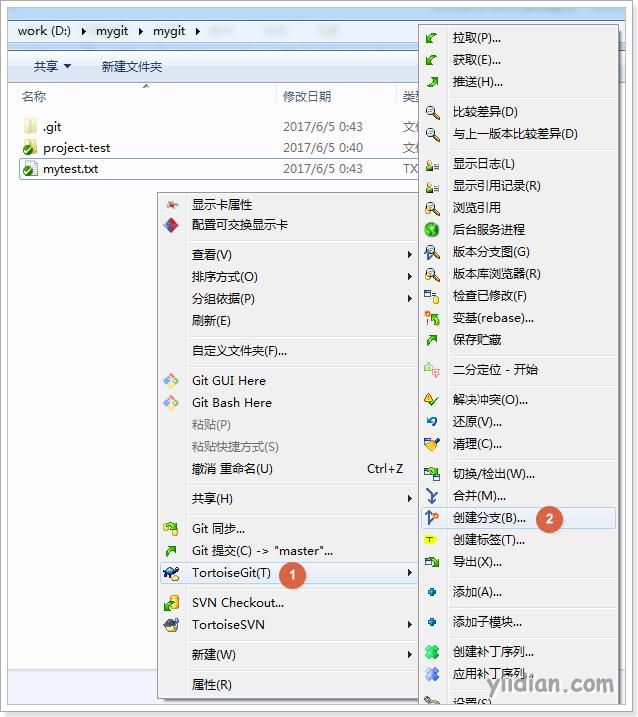 work (D:) ▸ mygit ▸ mygit ▸
共享 新建文件夹
名称 修改日期 类
.git 2017/6/5 0:43 文
project-test 2017/6/5 0:40 文
mytest.txt 2017/6/5 0:43 TX
显示卡属性
配置可交换显示卡
查看(V)
排序方式(O)
分组依据(P)
刷新(E)
自定义文件夹(F)...
Git GUI Here
Git Bash Here
粘贴(P)
粘贴快捷方式(S)
撤消 重命名(U) Ctrl+Z
共享(H)
Git 同步...
Git 提交(C) -> "master"...
TortoiseGit(T) 1
SVN Checkout...
TortoiseSVN
新建(W)
属性(R)
拉取(P)...
获取(E)...
推送(H)...
比较差异(D)
与上一版本比较差异(D)
显示日志(L)
显示引用记录(R)
浏览引用
后台服务进程
版本分支图(G)
版本库浏览器(R)
检查已修改(F)
变基(rebase)...
保存贮藏
二分定位 - 开始
解决冲突(O)...
还原(V)...
清理(C)...
切换/检出(W)...
合并(M)...
创建分支(B)... 2
创建标签(T)...
导出(X)...
添加(A)...
添加子模块...
创建补丁序列...
应用补丁序列...
设置(S)
yiidian.com